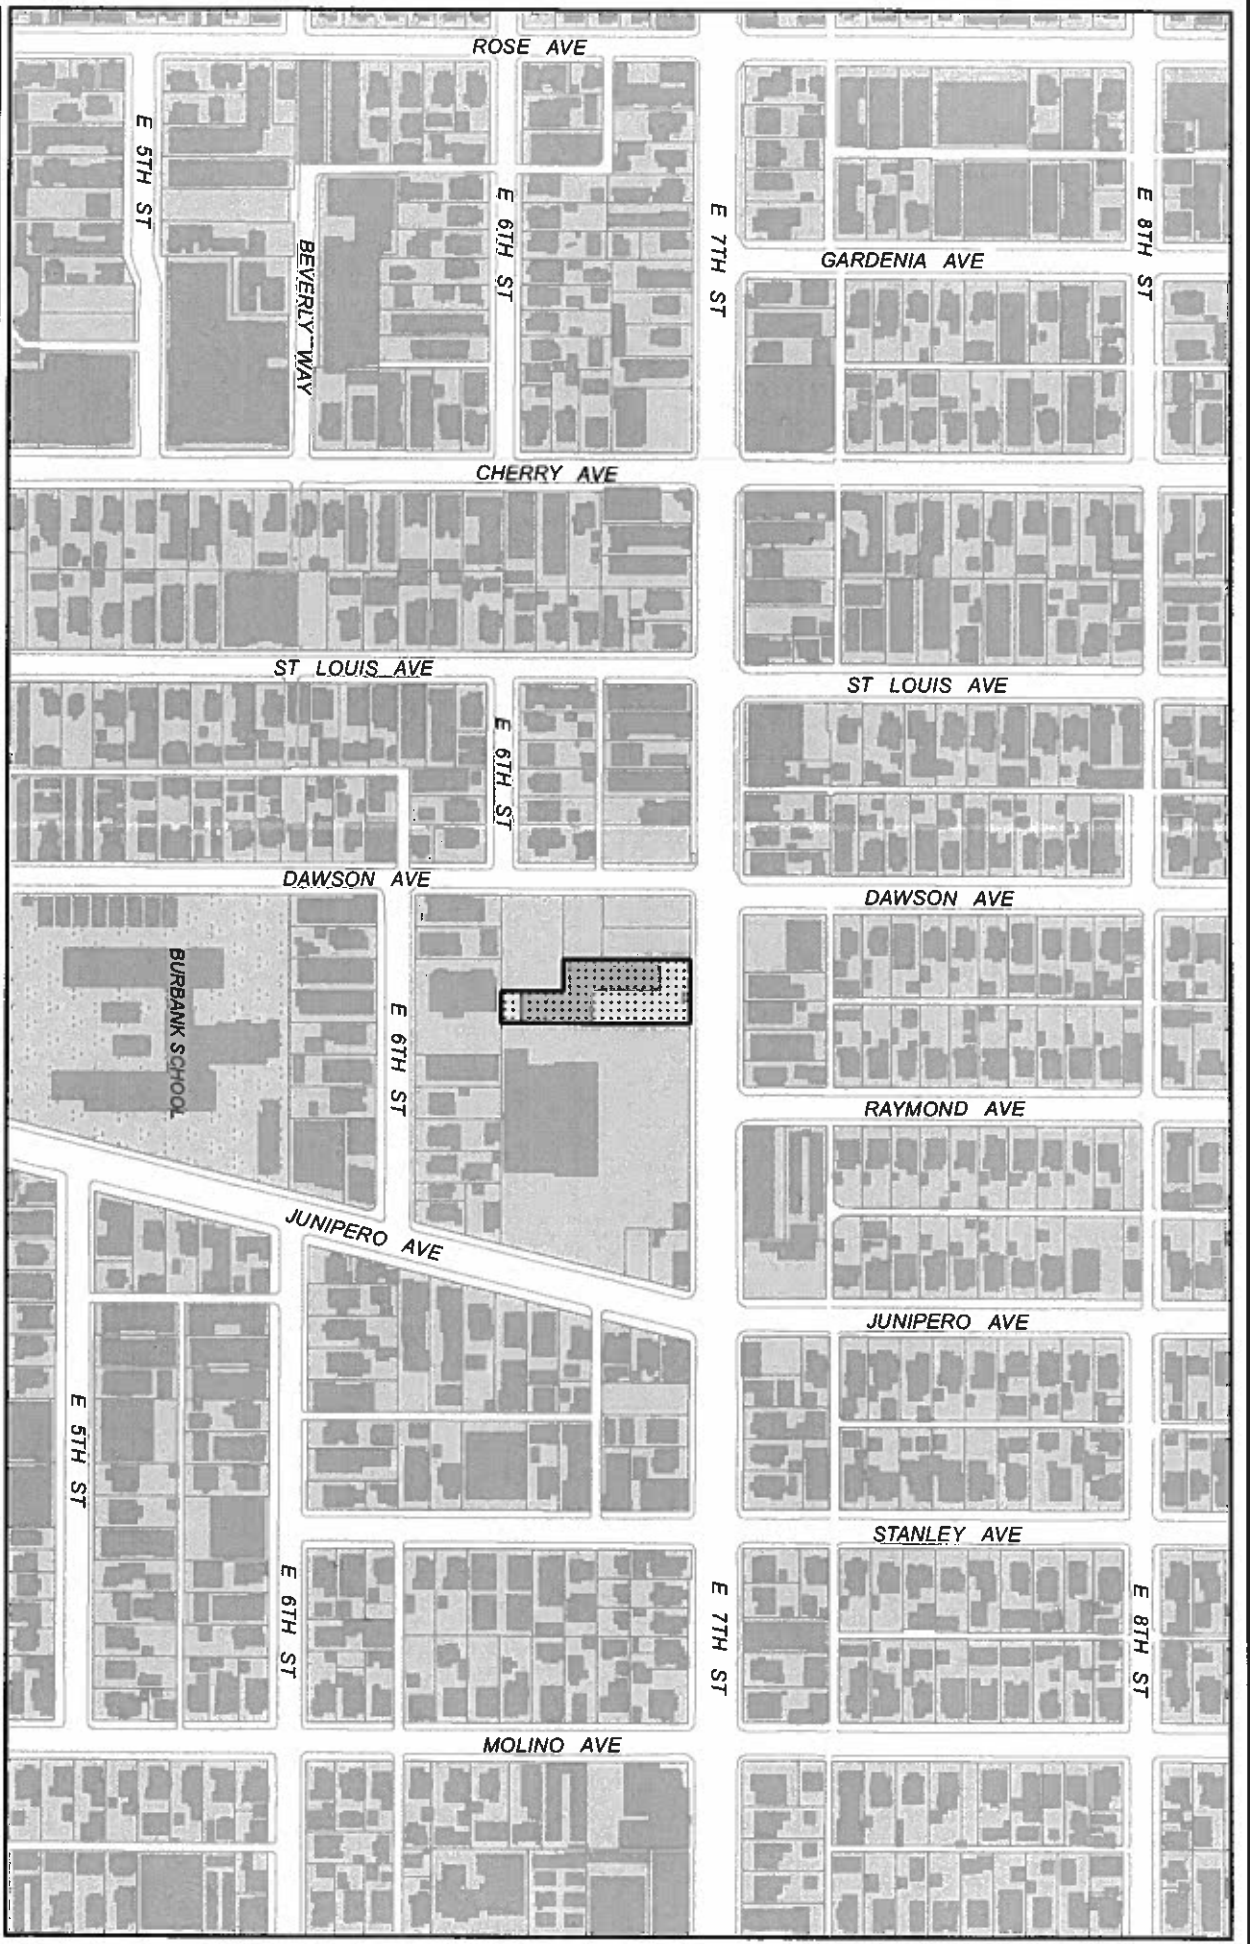 ROSE AVE
E 5TH ST
E 6TH ST
E 7TH ST
E 8TH ST
BEVERLY WAY
GARDENIA AVE
CHERRY AVE
ST LOUIS AVE
ST LOUIS AVE
E 6TH ST
DAWSON AVE
DAWSON AVE
BURBANK SCHOOL
E 6TH ST
RAYMOND AVE
JUNIPERO AVE
JUNIPERO AVE
E 5TH ST
STANLEY AVE
E 6TH ST
E 7TH ST
E 8TH ST
MOLINO AVE